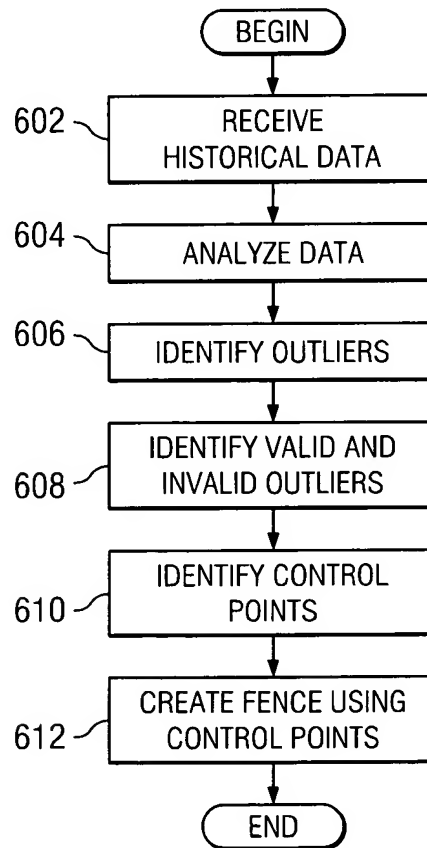 BEGIN
602
RECEIVE
HISTORICAL DATA
604
ANALYZE DATA
606
IDENTIFY OUTLIERS
608
IDENTIFY VALID AND
INVALID OUTLIERS
610
IDENTIFY CONTROL
POINTS
612
CREATE FENCE USING
CONTROL POINTS
END